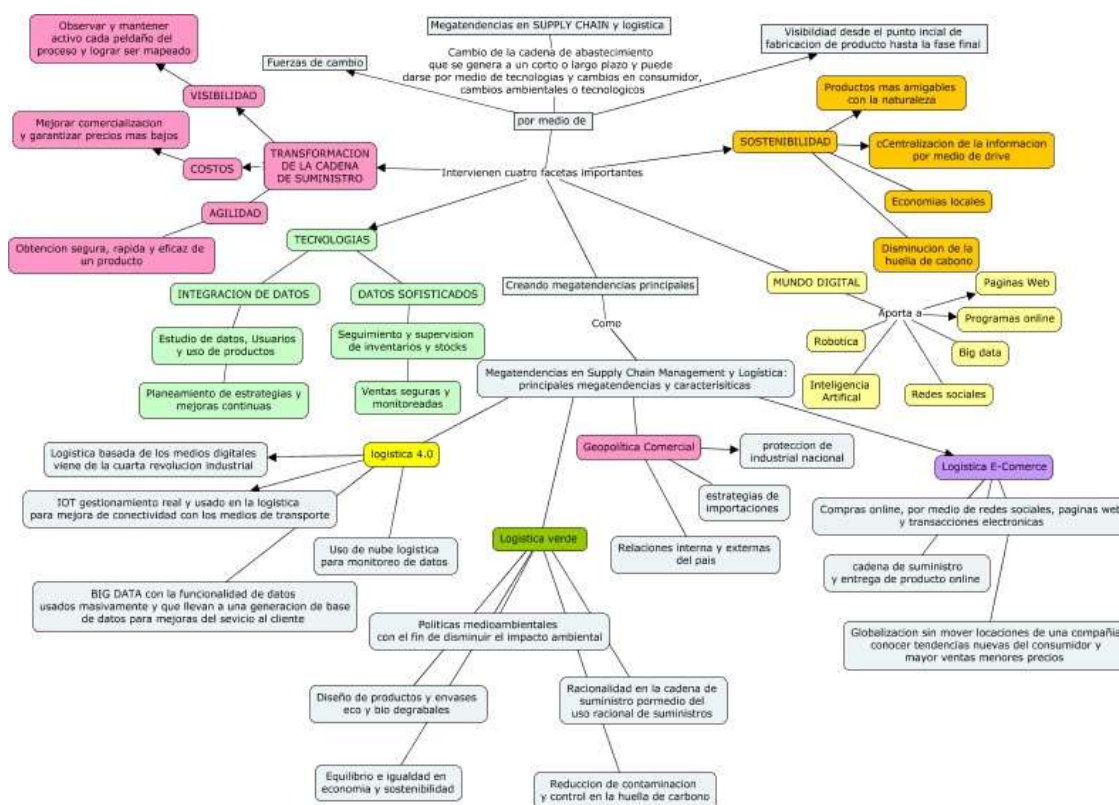 Megatendencias en SUPPLY CHAIN y logistica
Cambio de la cadena de abastecimiento
que se genera a un corto o largo plazo y puede
darse por medio de tecnologias y cambios en consumidor,
cambios ambientales o tecnologicos
Fuerzas de cambio
Visibildiad desde el punto incial de
fabricacion de producto hasta la fase final
por medio de
Intervienen cuatro facetas importantes
Observar y mantener
activo cada peldaño del
proceso y lograr ser mapeado
VISIBILIDAD
Mejorar comercializacion
y garantizar precios mas bajos
COSTOS
TRANSFORMACION
DE LA CADENA
DE SUMINISTRO
AGILIDAD
Obtencion segura, rapida y eficaz de
un producto
SOSTENIBILIDAD
Productos mas amigables
con la naturaleza
cCentralizacion de la informacion
por medio de drive
Economias locales
Disminucion de la
huella de cabono
TECNOLOGIAS
INTEGRACION DE DATOS
DATOS SOFISTICADOS
Estudio de datos, Usuarios
y uso de productos
Seguimiento y supervision
de inventarios y stocks
Planeamiento de estrategias y
mejoras continuas
Ventas seguras y
monitoreadas
Creando megatendencias principales
Como
MUNDO DIGITAL
Aporta a
Paginas Web
Programas online
Big data
Redes sociales
Inteligencia
Artifical
Robotica
Megatendencias en Supply Chain Management y Logística:
principales megatendencias y caracterisiticas
logistica 4.0
Logistica basada de los medios digitales
viene de la cuarta revolucion industrial
IOT gestionamiento real y usado en la logistica
para mejora de conectividad con los medios de transporte
Uso de nube logistica
para monitoreo de datos
BIG DATA con la funcionalidad de datos
usados masivamente y que llevan a una generacion de base
de datos para mejoras del sevicio al cliente
Logistica verde
Politicas medioambientales
con el fin de disminuir el impacto ambiental
Diseño de productos y envases
eco y bio degrabales
Racionalidad en la cadena de
suministro pormedio del
uso racional de suministros
Equilibrio e igualdad en
economia y sostenibilidad
Reduccion de contaminacion
y control en la huella de carbono
Geopolítica Comercial
proteccion de
industrial nacional
estrategias de
importaciones
Relaciones interna y externas
del pais
Logistica E-Comerce
Compras online, por medio de redes sociales, paginas web
y transacciones electronicas
cadena de suministro
y entrega de producto online
Globalizacion sin mover locaciones de una compañia
conocer tendencias nuevas del consumidor y
mayor ventas menores precios